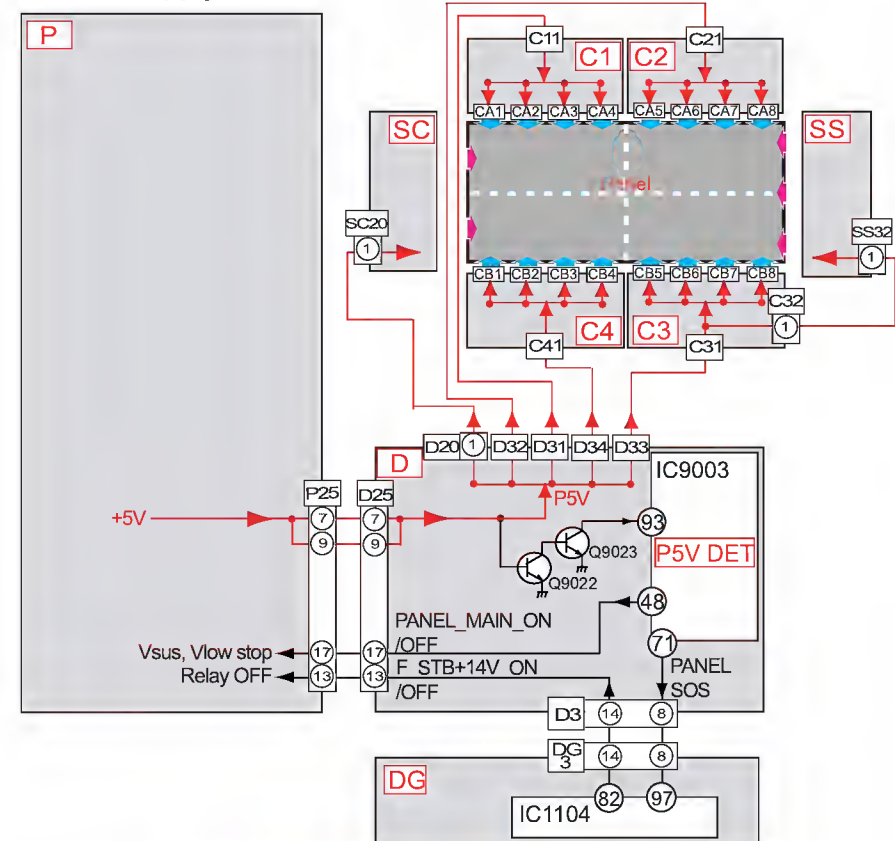 P
C11
C21
C1
C2
CA1 CA2 CA3 CA4 CA5 CA6 CA7 CA8
SC
SS
Panel
SC20
1
SS32
1
CB1 CB2 CB3 CB4 CB5 CB6 CB7 CB8
C32
1
C4
C3
C41
C31
D20 1 D32 D31 D34 D33
D
IC9003
P25
D25
P5V
+5V
7
7
9
9
93
Q9023
P5V DET
Q9022
48
PANEL_MAIN_ON
/OFF
71
Vsus, Vlow stop
17
17
PANEL
SOS
Relay OFF
13
13
F_STB+14V_ON
/OFF
D3
14
8
DG
3
14
8
DG
82
97
IC1104